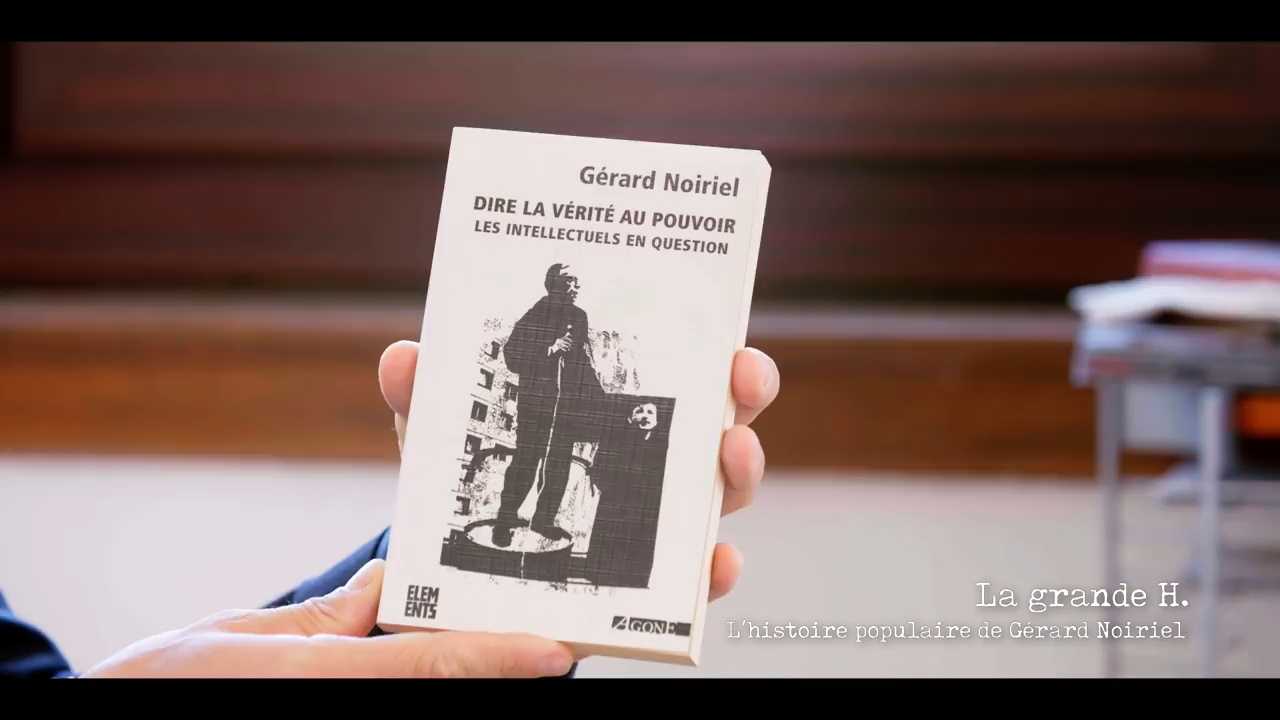 Gérard Noiriel
DIRE LA VÉRITÉ AU POUVOIR
LES INTELLECTUELS EN QUESTION
ELEM
ENTS
AGONE
La grande H.
L'histoire populaire de Gérard Noiriel